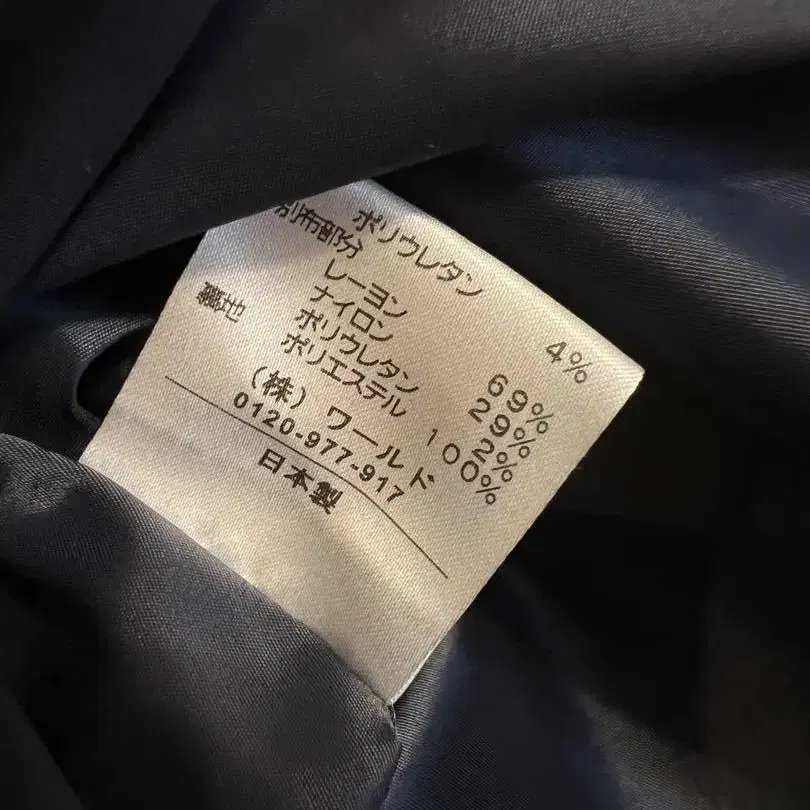 ポリウレタン 4%
別布部分
レーヨン 69%
ナイロン 29%
ポリウレタン 2%
裏地 ポリエステル 100%
(株)ワールド
0120-977-917
日本製